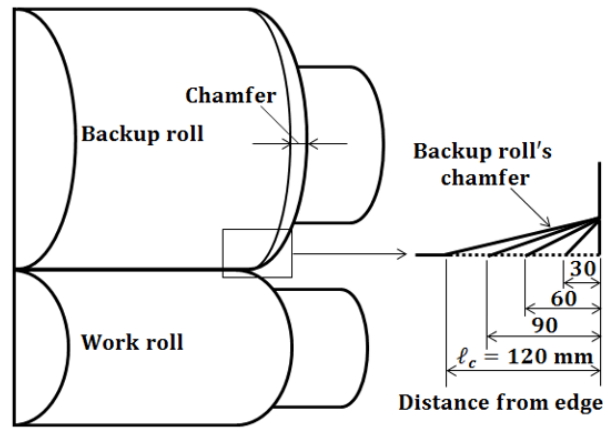 Chamfer
Backup roll
Backup roll's
chamfer
30
60
90
Work roll
ℓc = 120 mm
Distance from edge